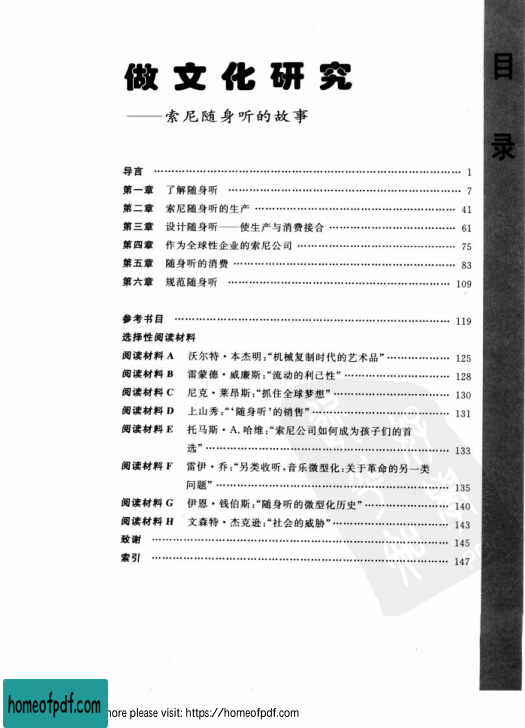 目录
做文化研究
——索尼随身听的故事
导言 …… 1
第一章 了解随身听 …… 7
第二章 索尼随身听的生产 …… 41
第三章 设计随身听——使生产与消费接合 …… 61
第四章 作为全球性企业的索尼公司 …… 75
第五章 随身听的消费 …… 83
第六章 规范随身听 …… 109
参考书目 …… 119
选择性阅读材料
阅读材料 A 沃尔特·本杰明：“机械复制时代的艺术品” …… 125
阅读材料 B 雷蒙德·威廉斯：“流动的利己性” …… 128
阅读材料 C 尼克·莱昂斯：“抓住全球梦想” …… 130
阅读材料 D 上山秀：“‘随身听’的销售” …… 131
阅读材料 E 托马斯·A.哈维：“索尼公司如何成为孩子们的首
选” …… 133
阅读材料 F 雷伊·乔：“另类收听，音乐微型化：关于革命的另一类
问题” …… 135
阅读材料 G 伊恩·钱伯斯：“随身听的微型化历史” …… 140
阅读材料 H 文森特·杰克逊：“社会的威胁” …… 143
致谢 …… 145
索引 …… 147
homeofpdf.com
more please visit: https://homeofpdf.com